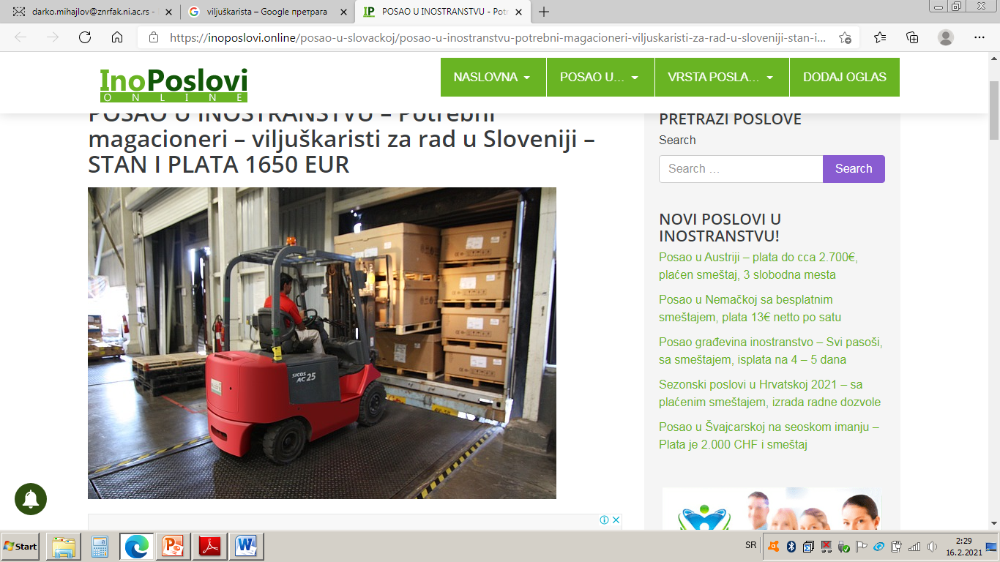 darko.mihajlov@znrfak.ni.ac.rs -
viljuškarista – Google претрага
POSAO U INOSTRANSTVU - Potr
https://inoposlovi.online/posao-u-slovackoj/posao-u-inostranstvu-potrebni-magacioneri-viljuskaristi-za-rad-u-sloveniji-stan-i...
InoPoslovi
ONLINE
NASLOVNA
POSAO U...
VRSTA POSLA...
DODAJ OGLAS
POSAO U INOSTRANSTVU – Potrebni
magacioneri – viljuškaristi za rad u Sloveniji –
STAN I PLATA 1650 EUR
SICOS
AC 25
PRETRAZI POSLOVE
Search
Search …
Search
NOVI POSLOVI U
INOSTRANSTVU!
Posao u Austriji – plata do cca 2.700€,
plaćen smeštaj, 3 slobodna mesta
Posao u Nemačkoj sa besplatnim
smeštajem, plata 13€ netto po satu
Posao građevina inostranstvo – Svi pasoši,
sa smeštajem, isplata na 4 – 5 dana
Sezonski poslovi u Hrvatskoj 2021 – sa
plaćenim smeštajem, izrada radne dozvole
Posao u Švajcarskoj na seoskom imanju –
Plata je 2.000 CHF i smeštaj
Start
SR
2:29
16.2.2021